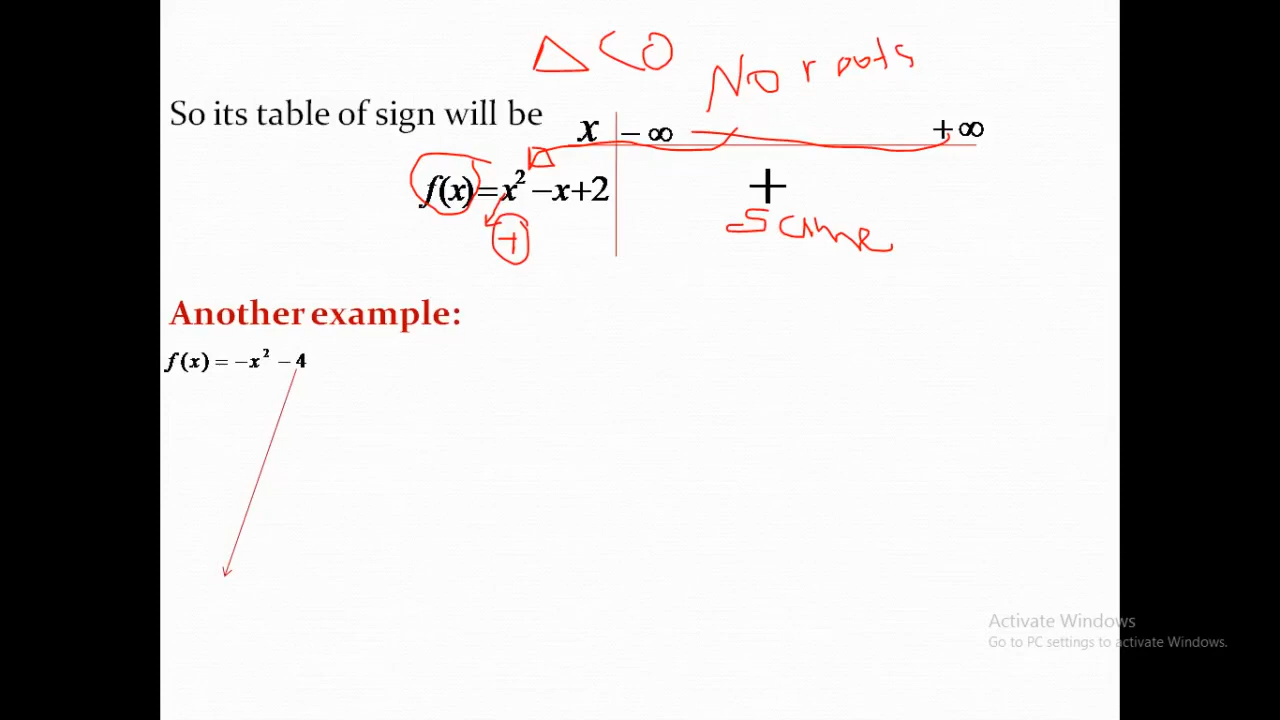 Δ < 0
No roots
So its table of sign will be
x −∞ +∞
f(x)=x²−x+2 +
+ same
Another example:
f(x) = −x² − 4
Activate Windows
Go to PC settings to activate Windows.